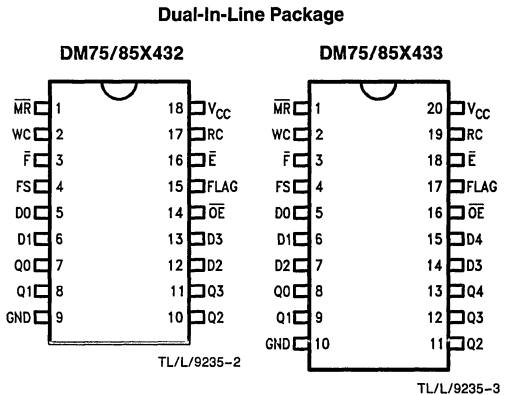 Dual-In-Line Package
DM75/85X432
M̅R̅ 1 18 VCC
WC 2 17 RC
F̅ 3 16 E̅
FS 4 15 FLAG
D0 5 14 O̅E̅
D1 6 13 D3
Q0 7 12 D2
Q1 8 11 Q3
GND 9 10 Q2
TL/L/9235-2
DM75/85X433
M̅R̅ 1 20 VCC
WC 2 19 RC
F̅ 3 18 E̅
FS 4 17 FLAG
D0 5 16 O̅E̅
D1 6 15 D4
D2 7 14 D3
Q0 8 13 Q4
Q1 9 12 Q3
GND 10 11 Q2
TL/L/9235-3